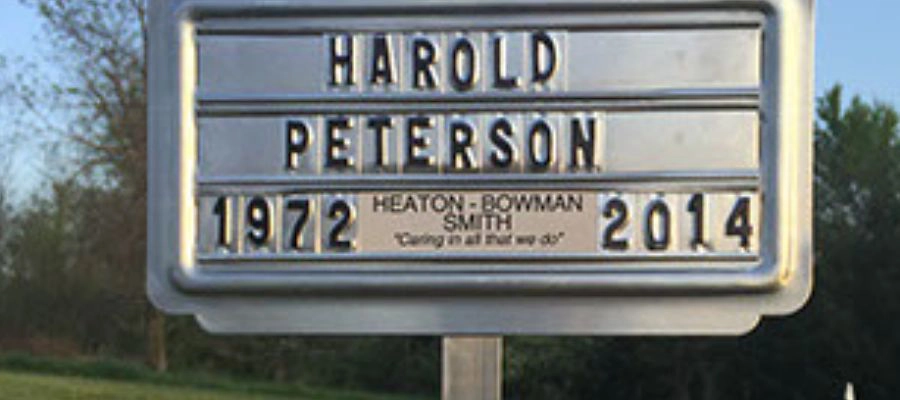 HAROLD
PETERSON
1972 HEATON - BOWMAN 2014
SMITH
"Caring in all that we do"